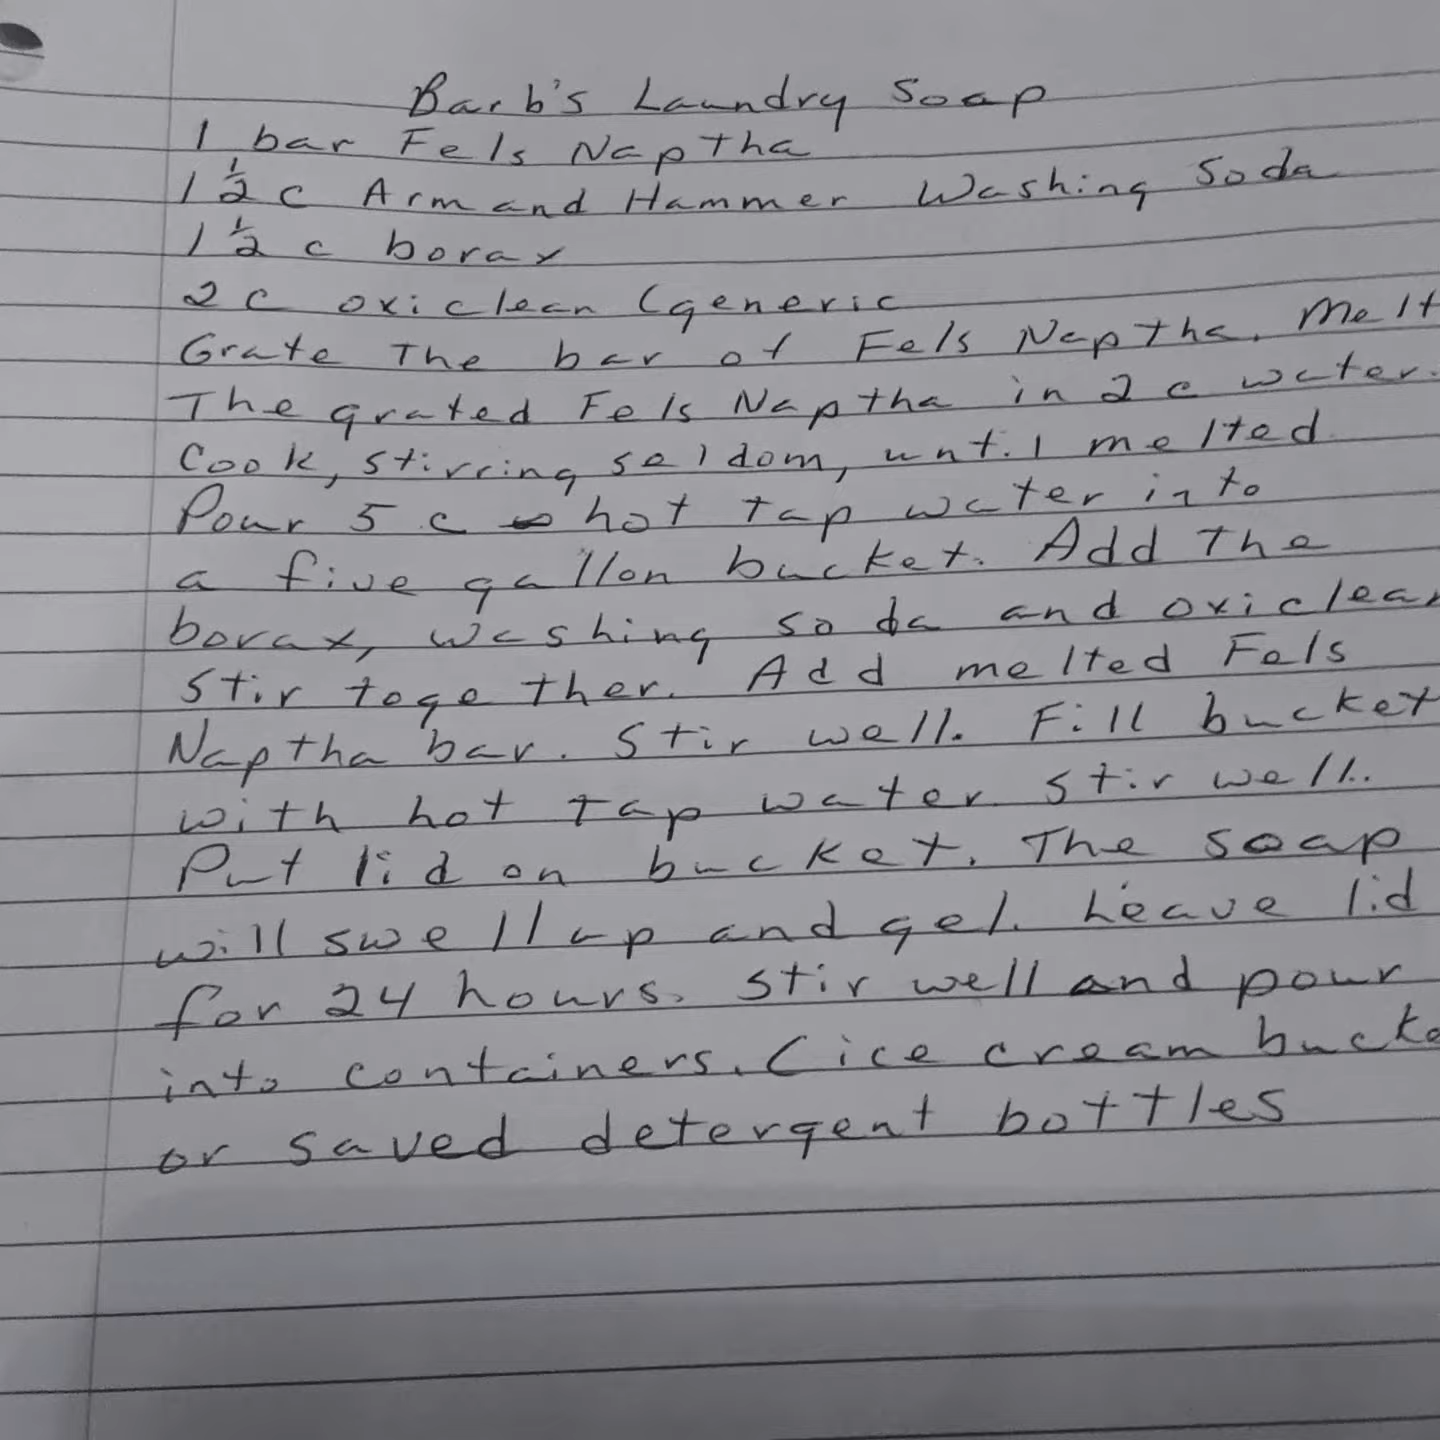 Barb's Laundry Soap
1 bar Fels Naptha
1 1/2 c Arm and Hammer Washing Soda
1 1/2 c borax
2 c oxiclean (generic
Grate The bar of Fels Naptha. Melt
The grated Fels Naptha in 2 c water.
Cook, stirring seldom, until melted
Pour 5 c hot tap water into
a five gallon bucket. Add The
borax, washing soda and oxiclean
Stir together. Add melted Fels
Naptha bar. Stir well. Fill bucket
with hot Tap water. Stir well.
Put lid on bucket. The soap
will swell up and gel. Leave lid
for 24 hours. Stir well and pour
into containers. (ice cream bucke
or saved detergent bottles